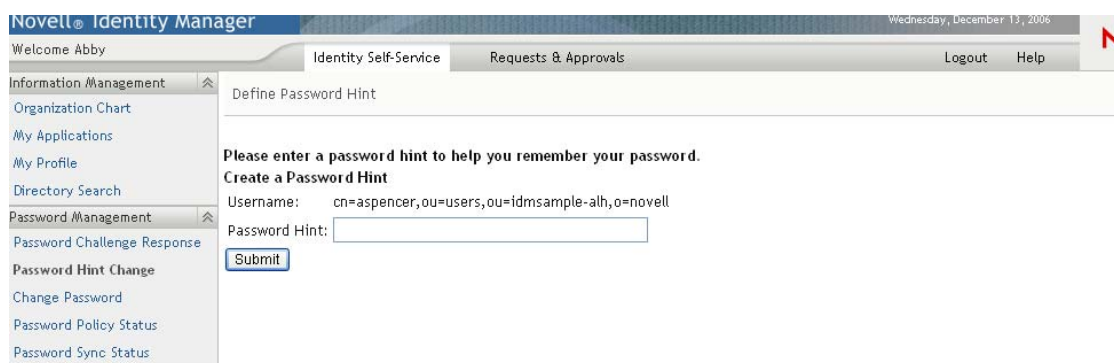 Novell® Identity Manager
Wednesday, December 13, 2006
Welcome Abby
Identity Self-Service
Requests & Approvals
Logout
Help
N
Information Management
Organization Chart
My Applications
My Profile
Directory Search
Password Management
Password Challenge Response
Password Hint Change
Change Password
Password Policy Status
Password Sync Status
Define Password Hint
Please enter a password hint to help you remember your password.
Create a Password Hint
Username: cn=aspencer,ou=users,ou=idmsample-alh,o=novell
Password Hint:
Submit